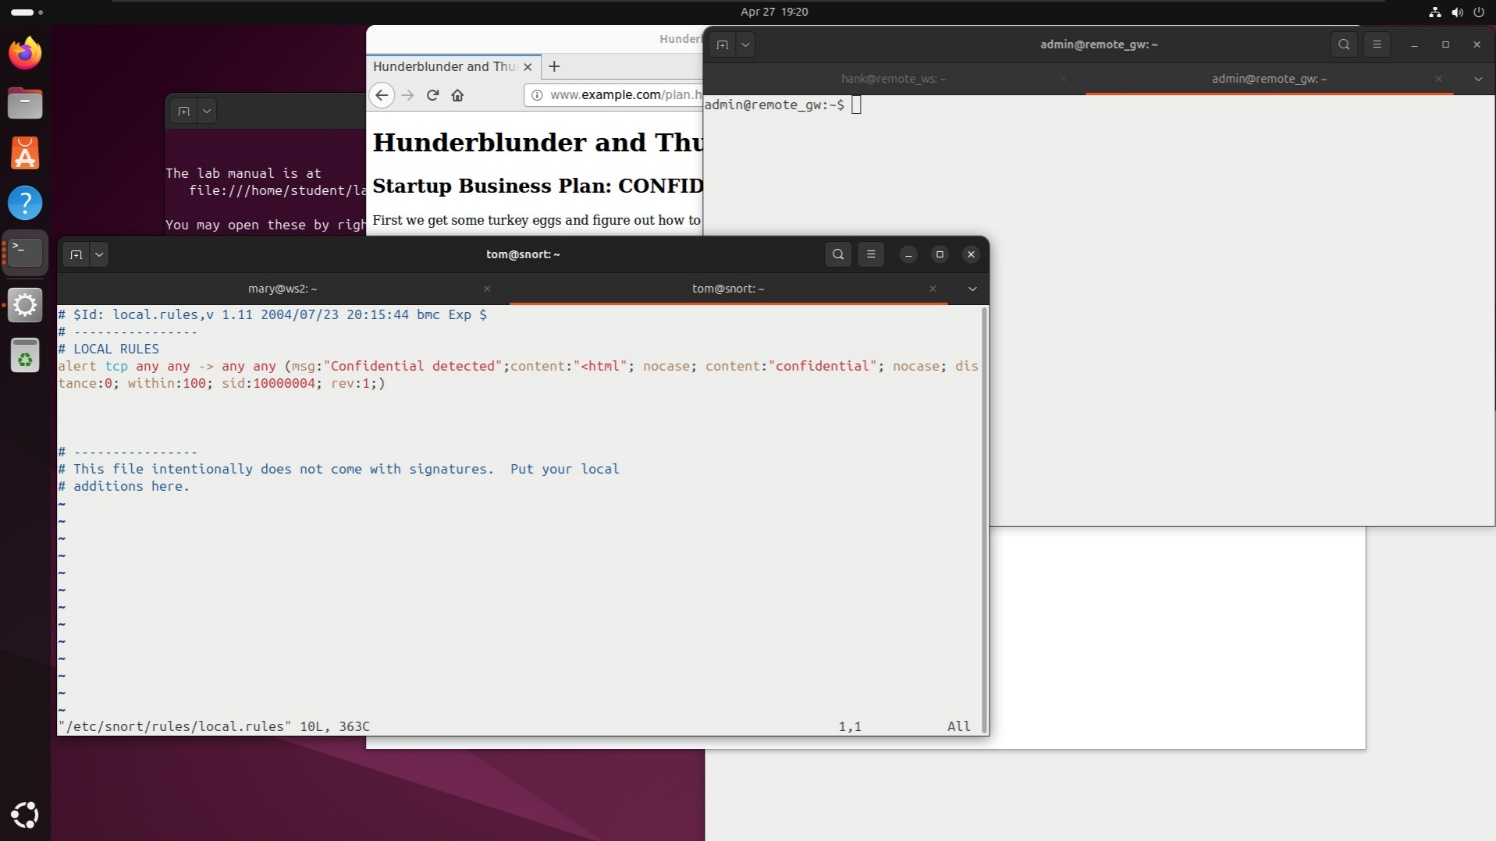 Apr 27 19:20
Hunder
Hunderblunder and Thu
www.example.com/plan.h
Hunderblunder and Thu
Startup Business Plan: CONFID
First we get some turkey eggs and figure out how to
admin@remote_gw: ~
hank@remote_ws: ~
admin@remote_gw: ~
admin@remote_gw:~$
The lab manual is at
file:///home/student/la
You may open these by righ
tom@snort: ~
mary@ws2: ~
tom@snort: ~
# $Id: local.rules,v 1.11 2004/07/23 20:15:44 bmc Exp $
# ----------------
# LOCAL RULES
alert tcp any any -> any any (msg:"Confidential detected";content:"<html"; nocase; content:"confidential"; nocase; dis
tance:0; within:100; sid:10000004; rev:1;)
# ----------------
# This file intentionally does not come with signatures.  Put your local
# additions here.
~
~
~
~
~
~
~
~
~
~
~
~
~
"/etc/snort/rules/local.rules" 10L, 363C
1,1
All